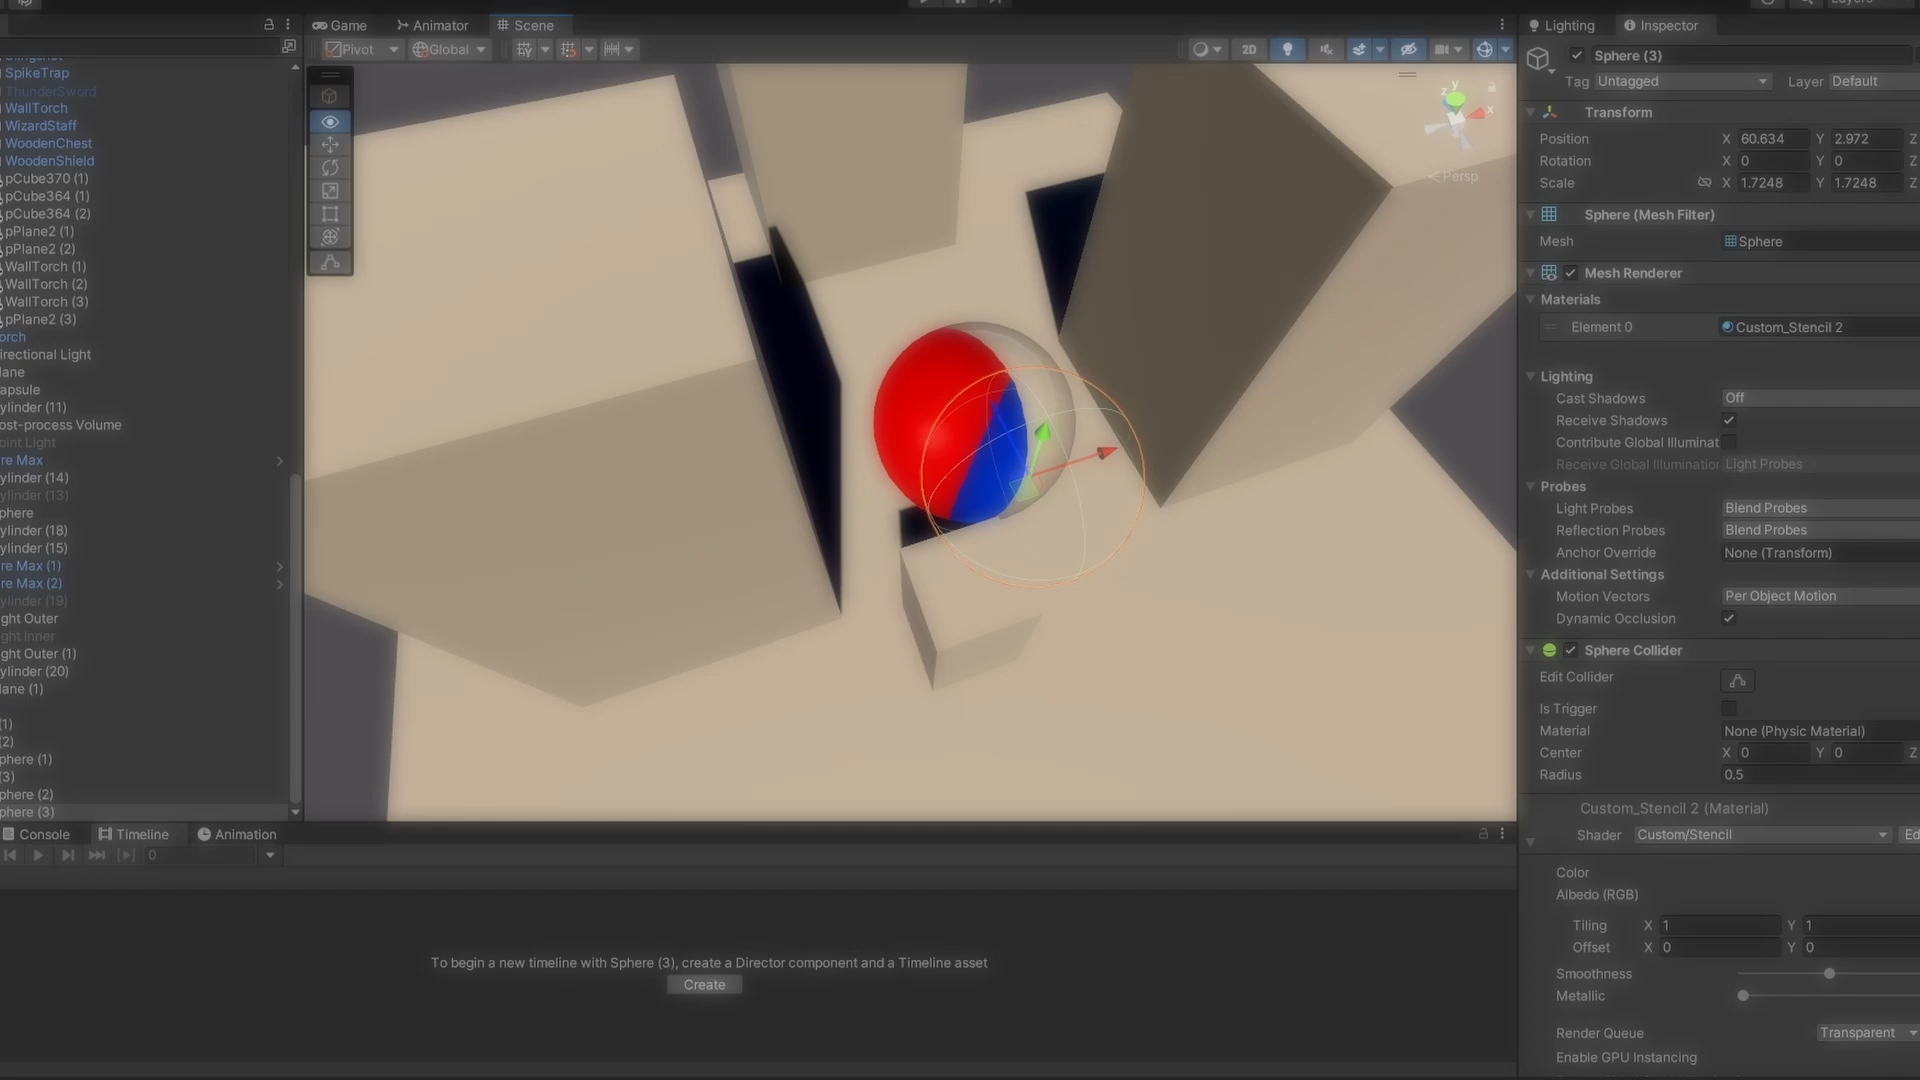 Layers
Game
Animator
Scene
Lighting
Inspector
Pivot
Global
2D
SpikeTrap
ThunderSword
WallTorch
WizardStaff
WoodenChest
WoodenShield
pCube370 (1)
pCube364 (1)
pCube364 (2)
pPlane2 (1)
pPlane2 (2)
WallTorch (1)
WallTorch (2)
WallTorch (3)
pPlane2 (3)
orch
irectional Light
lane
apsule
ylinder (11)
ost-process Volume
oint Light
re Max
ylinder (14)
ylinder (13)
phere
ylinder (18)
ylinder (15)
re Max (1)
re Max (2)
ylinder (19)
ght Outer
ght Inner
ght Outer (1)
ylinder (20)
lane (1)
(1)
(2)
phere (1)
(3)
phere (2)
phere (3)
y
z
x
Persp
Sphere (3)
Tag Untagged Layer Default
Transform
Position X 60.634 Y 2.972 Z
Rotation X 0 Y 0 Z
Scale X 1.7248 Y 1.7248 Z
Sphere (Mesh Filter)
Mesh Sphere
Mesh Renderer
Materials
Element 0 Custom_Stencil 2
Lighting
Cast Shadows Off
Receive Shadows
Contribute Global Illuminat
Receive Global Illumination Light Probes
Probes
Light Probes Blend Probes
Reflection Probes Blend Probes
Anchor Override None (Transform)
Additional Settings
Motion Vectors Per Object Motion
Dynamic Occlusion
Sphere Collider
Edit Collider
Is Trigger
Material None (Physic Material)
Center X 0 Y 0 Z
Radius 0.5
Custom_Stencil 2 (Material)
Shader Custom/Stencil Ed
Color
Albedo (RGB)
Tiling X 1 Y 1
Offset X 0 Y 0
Smoothness
Metallic
Render Queue Transparent
Enable GPU Instancing
Console
Timeline
Animation
0
To begin a new timeline with Sphere (3), create a Director component and a Timeline asset
Create